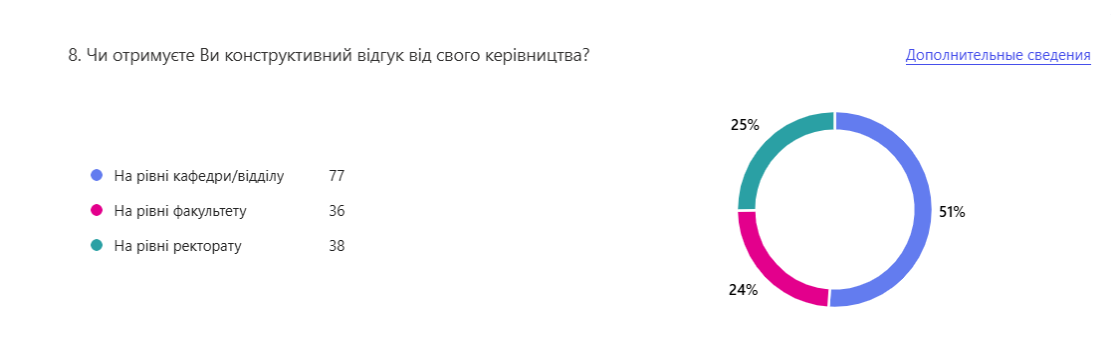 8. Чи отримуєте Ви конструктивний відгук від свого керівництва?
Дополнительные сведения
На рівні кафедри/відділу 77
На рівні факультету 36
На рівні ректорату 38
25%
51%
24%